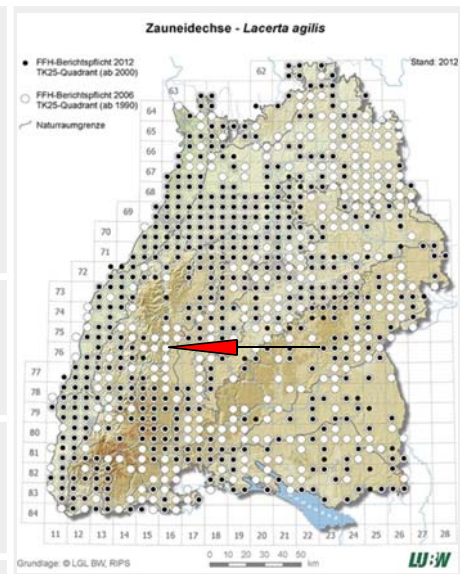 Zauneidechse - Lacerta agilis
FFH-Berichtspflicht 2012
TK25-Quadrant (ab 2000)
FFH-Berichtspflicht 2006
TK25-Quadrant (ab 1990)
Naturraumgrenze
Stand: 2012
62
63
64
65
66
67
68
69
70
71
72
73
74
75
76
77
78
79
80
81
82
83
84
11 12 13 14 15 16 17 18 19 20 21 22 23 24 25 26 27 28
0 10 20 30 40 50
km
Grundlage: © LGL BW, RIPS
LUBW